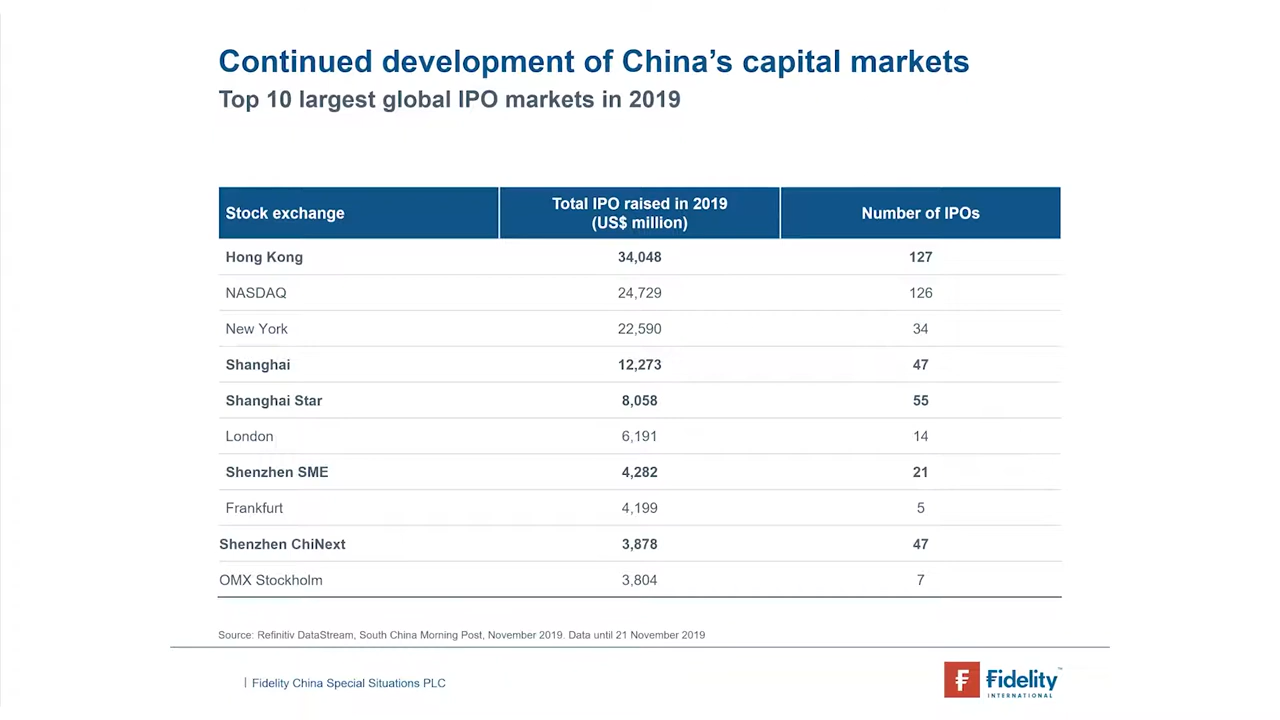 Continued development of China’s capital markets
Top 10 largest global IPO markets in 2019
Stock exchange Total IPO raised in 2019 (US$ million) Number of IPOs
Hong Kong 34,048 127
NASDAQ 24,729 126
New York 22,590 34
Shanghai 12,273 47
Shanghai Star 8,058 55
London 6,191 14
Shenzhen SME 4,282 21
Frankfurt 4,199 5
Shenzhen ChiNext 3,878 47
OMX Stockholm 3,804 7
Source: Refinitiv DataStream, South China Morning Post, November 2019. Data until 21 November 2019
Fidelity China Special Situations PLC
Fidelity™
INTERNATIONAL